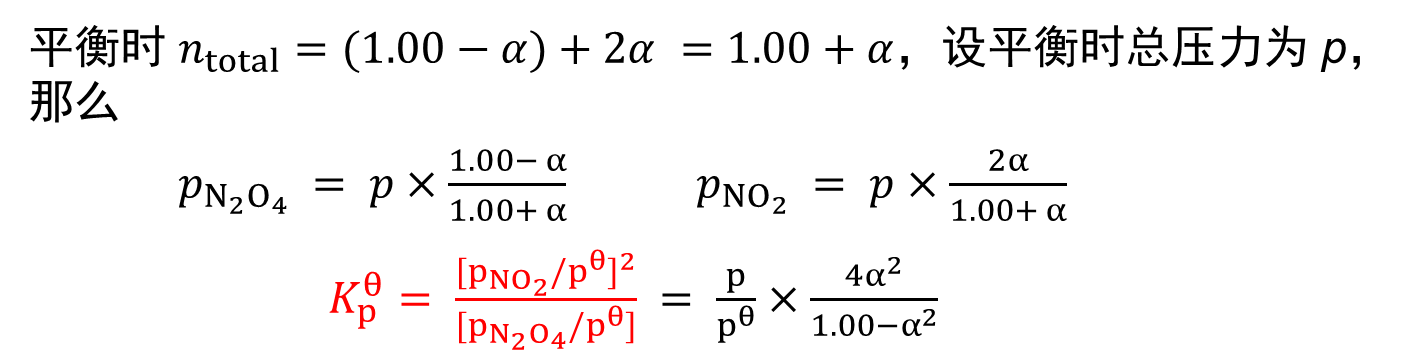 平衡时 n_total = (1.00 − α) + 2α = 1.00 + α，设平衡时总压力为 p，
那么
p_N₂O₄ = p × (1.00− α)/(1.00+ α)    p_NO₂ = p × 2α/(1.00+ α)
K_p^θ = [p_NO₂/p^θ]²/[p_N₂O₄/p^θ] = p/p^θ × 4α²/(1.00−α²)